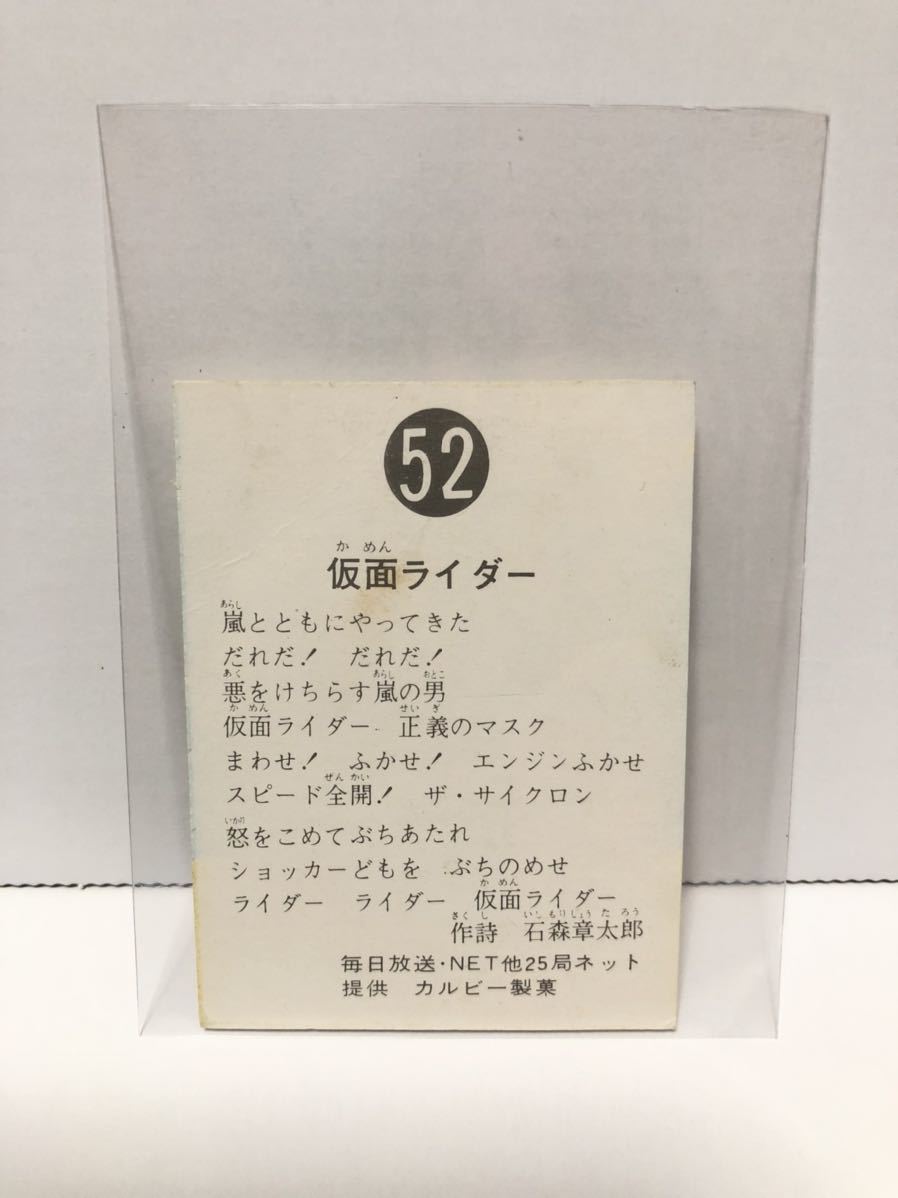 52
かめん
仮面ライダー
あらし
嵐とともにやってきた
だれだ! だれだ!
あく あらし おとこ
悪をけちらす嵐の男
かめん せいぎ
仮面ライダー 正義のマスク
まわせ! ふかせ! エンジンふかせ
ぜんかい
スピード全開! ザ・サイクロン
いかり
怒をこめてぶちあたれ
ショッカーどもを ぶちのめせ
かめん
ライダー ライダー 仮面ライダー
さくし いしもりしょうたろう
作詩 石森章太郎
毎日放送・NET他25局ネット
提供 カルビー製菓